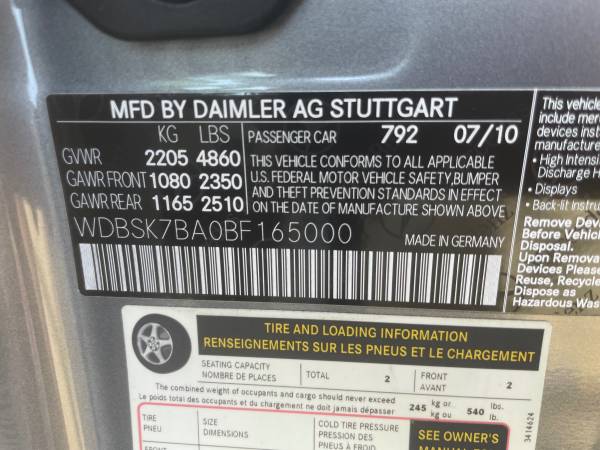 MFD BY DAIMLER AG STUTTGART
KG LBS PASSENGER CAR 792 07/10
GVWR 2205 4860
GAWR FRONT 1080 2350
GAWR REAR 1165 2510
THIS VEHICLE CONFORMS TO ALL APPLICABLE
U.S. FEDERAL MOTOR VEHICLE SAFETY, BUMPER
AND THEFT PREVENTION STANDARDS IN EFFECT
ON THE DATE OF MANUFACTURE SHOWN ABOVE
WDBSK7BA0BF165000
MADE IN GERMANY
This vehicle
include mer
devices inst
manufacture
• High Intensi
Discharge H
• Displays
• Back-lit Instru
Remove Dev
Before Vehic
Disposal.
Upon Remova
Devices Please
Reuse, Recycle
Dispose as
Hazardous Was
TIRE AND LOADING INFORMATION
RENSEIGNEMENTS SUR LES PNEUS ET LE CHARGEMENT
SEATING CAPACITY
NOMBRE DE PLACES
TOTAL 2
FRONT
AVANT 2
The combined weight of occupants and cargo should never exceed
Le poids total des occupants et du chargement ne doit jamais dépasser
245 kg or
kg ou
540 lbs.
lb.
TIRE
PNEU
SIZE
DIMENSIONS
COLD TIRE PRESSURE
PRESSION DES
PNEUS À FROID
SEE OWNER'S
MANUAL FO
FRONT
3414624